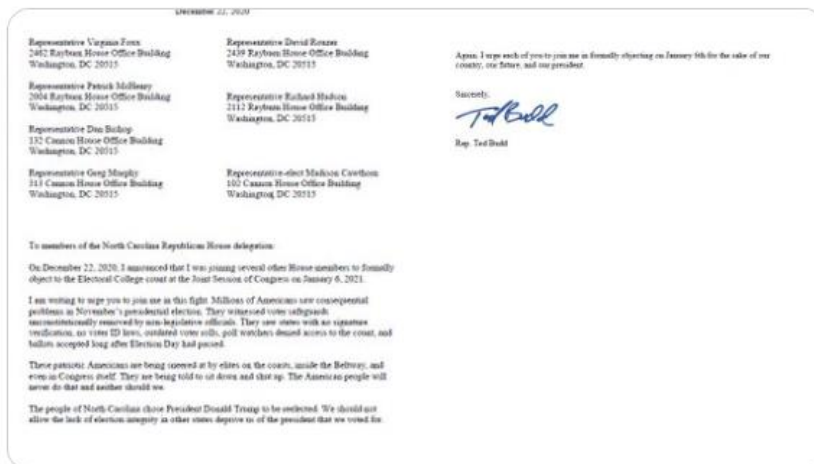 December 22, 2020
Representative Virginia Foxx
2462 Rayburn House Office Building
Washington, DC 20515
Representative Patrick McHenry
2004 Rayburn House Office Building
Washington, DC 20515
Representative Dan Bishop
132 Cannon House Office Building
Washington, DC 20515
Representative Greg Murphy
313 Cannon House Office Building
Washington, DC 20515
Representative David Rouzer
2439 Rayburn House Office Building
Washington, DC 20515
Representative Richard Hudson
2112 Rayburn House Office Building
Washington, DC 20515
Representative-elect Madison Cawthorn
102 Cannon House Office Building
Washington, DC 20515
To members of the North Carolina Republican House delegation:
On December 22, 2020, I announced that I was joining several other House members to formally
object to the Electoral College count at the Joint Session of Congress on January 6, 2021.
I am writing to urge you to join me in this fight. Millions of Americans saw consequential
problems in November's presidential election. They witnessed voter safeguards
unconstitutionally removed by non-legislative officials. They saw states with no signature
verification, no voter ID laws, outdated voter rolls, poll watchers denied access to the count, and
ballots accepted long after Election Day had passed.
These patriotic Americans are being sneered at by elites on the coasts, inside the Beltway, and
even in Congress itself. They are being told to sit down and shut up. The American people will
never do that and neither should we.
The people of North Carolina chose President Donald Trump to be reelected. We should not
allow the lack of election integrity in other states deprive us of the president that we voted for.
Again, I urge each of you to join me in formally objecting on January 6th for the sake of our
country, our future, and our president.
Sincerely,
Ted Budd
Rep. Ted Budd